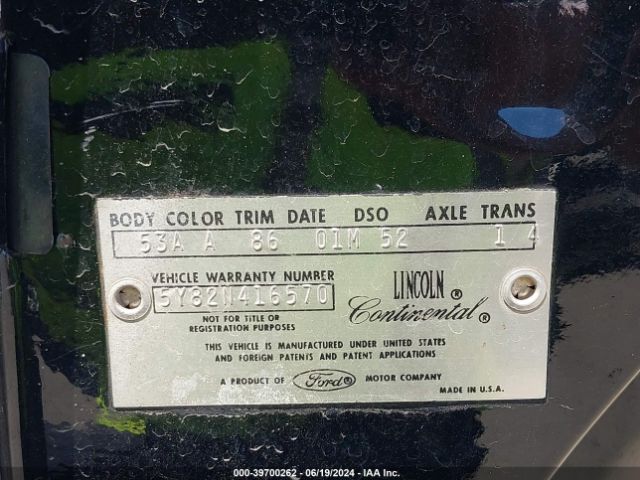 BODY COLOR TRIM DATE DSO AXLE TRANS
53A A 86 01M 52 1 4
VEHICLE WARRANTY NUMBER
5Y82N416570
NOT FOR TITLE OR
REGISTRATION PURPOSES
LINCOLN ®
Continental ®
THIS VEHICLE IS MANUFACTURED UNDER UNITED STATES
AND FOREIGN PATENTS AND PATENT APPLICATIONS
A PRODUCT OF Ford ® MOTOR COMPANY
MADE IN U.S.A.
000-39700262 - 06/19/2024 - IAA Inc.